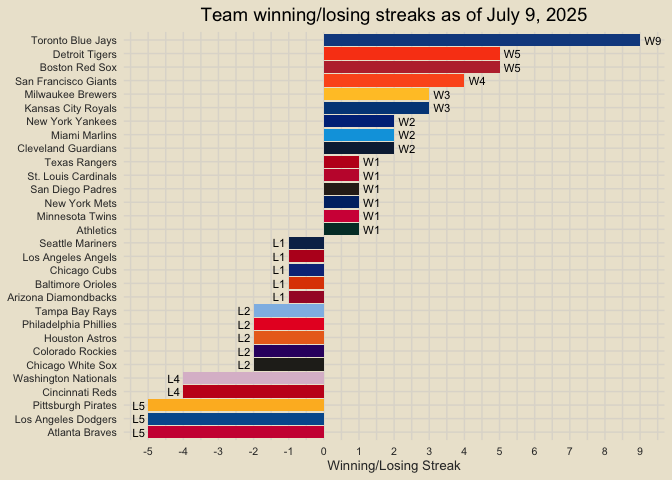 Team winning/losing streaks as of July 9, 2025
Toronto Blue Jays W9
Detroit Tigers W5
Boston Red Sox W5
San Francisco Giants W4
Milwaukee Brewers W3
Kansas City Royals W3
New York Yankees W2
Miami Marlins W2
Cleveland Guardians W2
Texas Rangers W1
St. Louis Cardinals W1
San Diego Padres W1
New York Mets W1
Minnesota Twins W1
Athletics W1
Seattle Mariners L1
Los Angeles Angels L1
Chicago Cubs L1
Baltimore Orioles L1
Arizona Diamondbacks L1
Tampa Bay Rays L2
Philadelphia Phillies L2
Houston Astros L2
Colorado Rockies L2
Chicago White Sox L2
Washington Nationals L4
Cincinnati Reds L4
Pittsburgh Pirates L5
Los Angeles Dodgers L5
Atlanta Braves L5
-5 -4 -3 -2 -1 0 1 2 3 4 5 6 7 8 9
Winning/Losing Streak